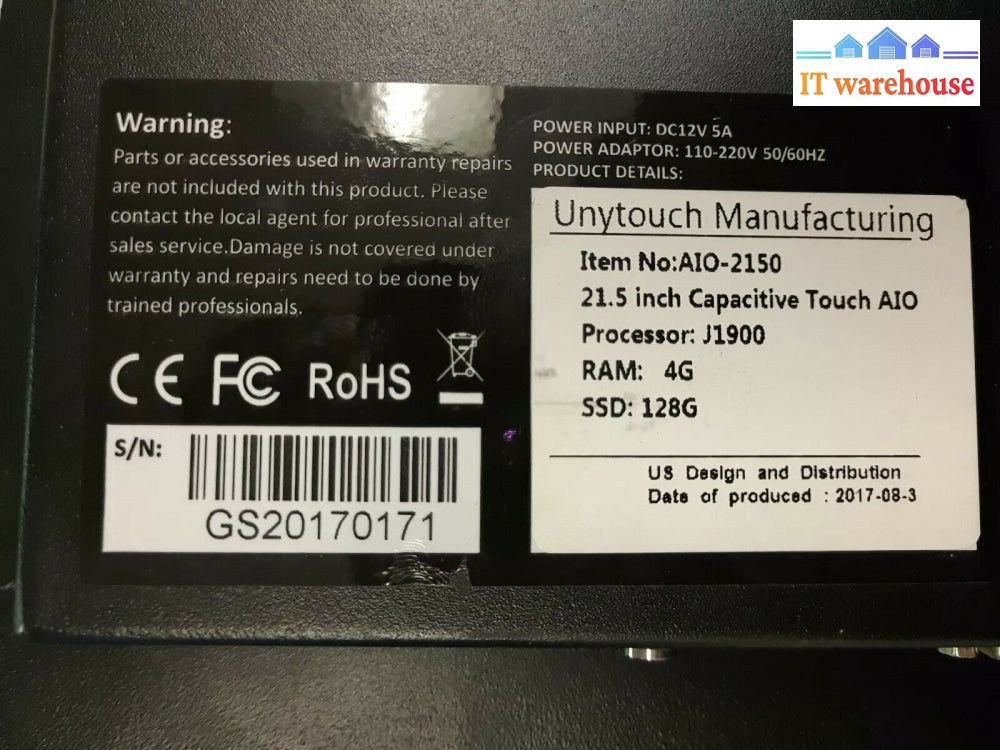 IT warehouse
Warning:
Parts or accessories used in warranty repairs
are not included with this product. Please
contact the local agent for professional after
sales service.Damage is not covered under
warranty and repairs need to be done by
trained professionals.
CE FC RoHS
S/N:
GS20170171
POWER INPUT: DC12V 5A
POWER ADAPTOR: 110-220V 50/60HZ
PRODUCT DETAILS:
Unytouch Manufacturing
Item No:AIO-2150
21.5 inch Capacitive Touch AIO
Processor: J1900
RAM: 4G
SSD: 128G
US Design and Distribution
Date of produced : 2017-08-3